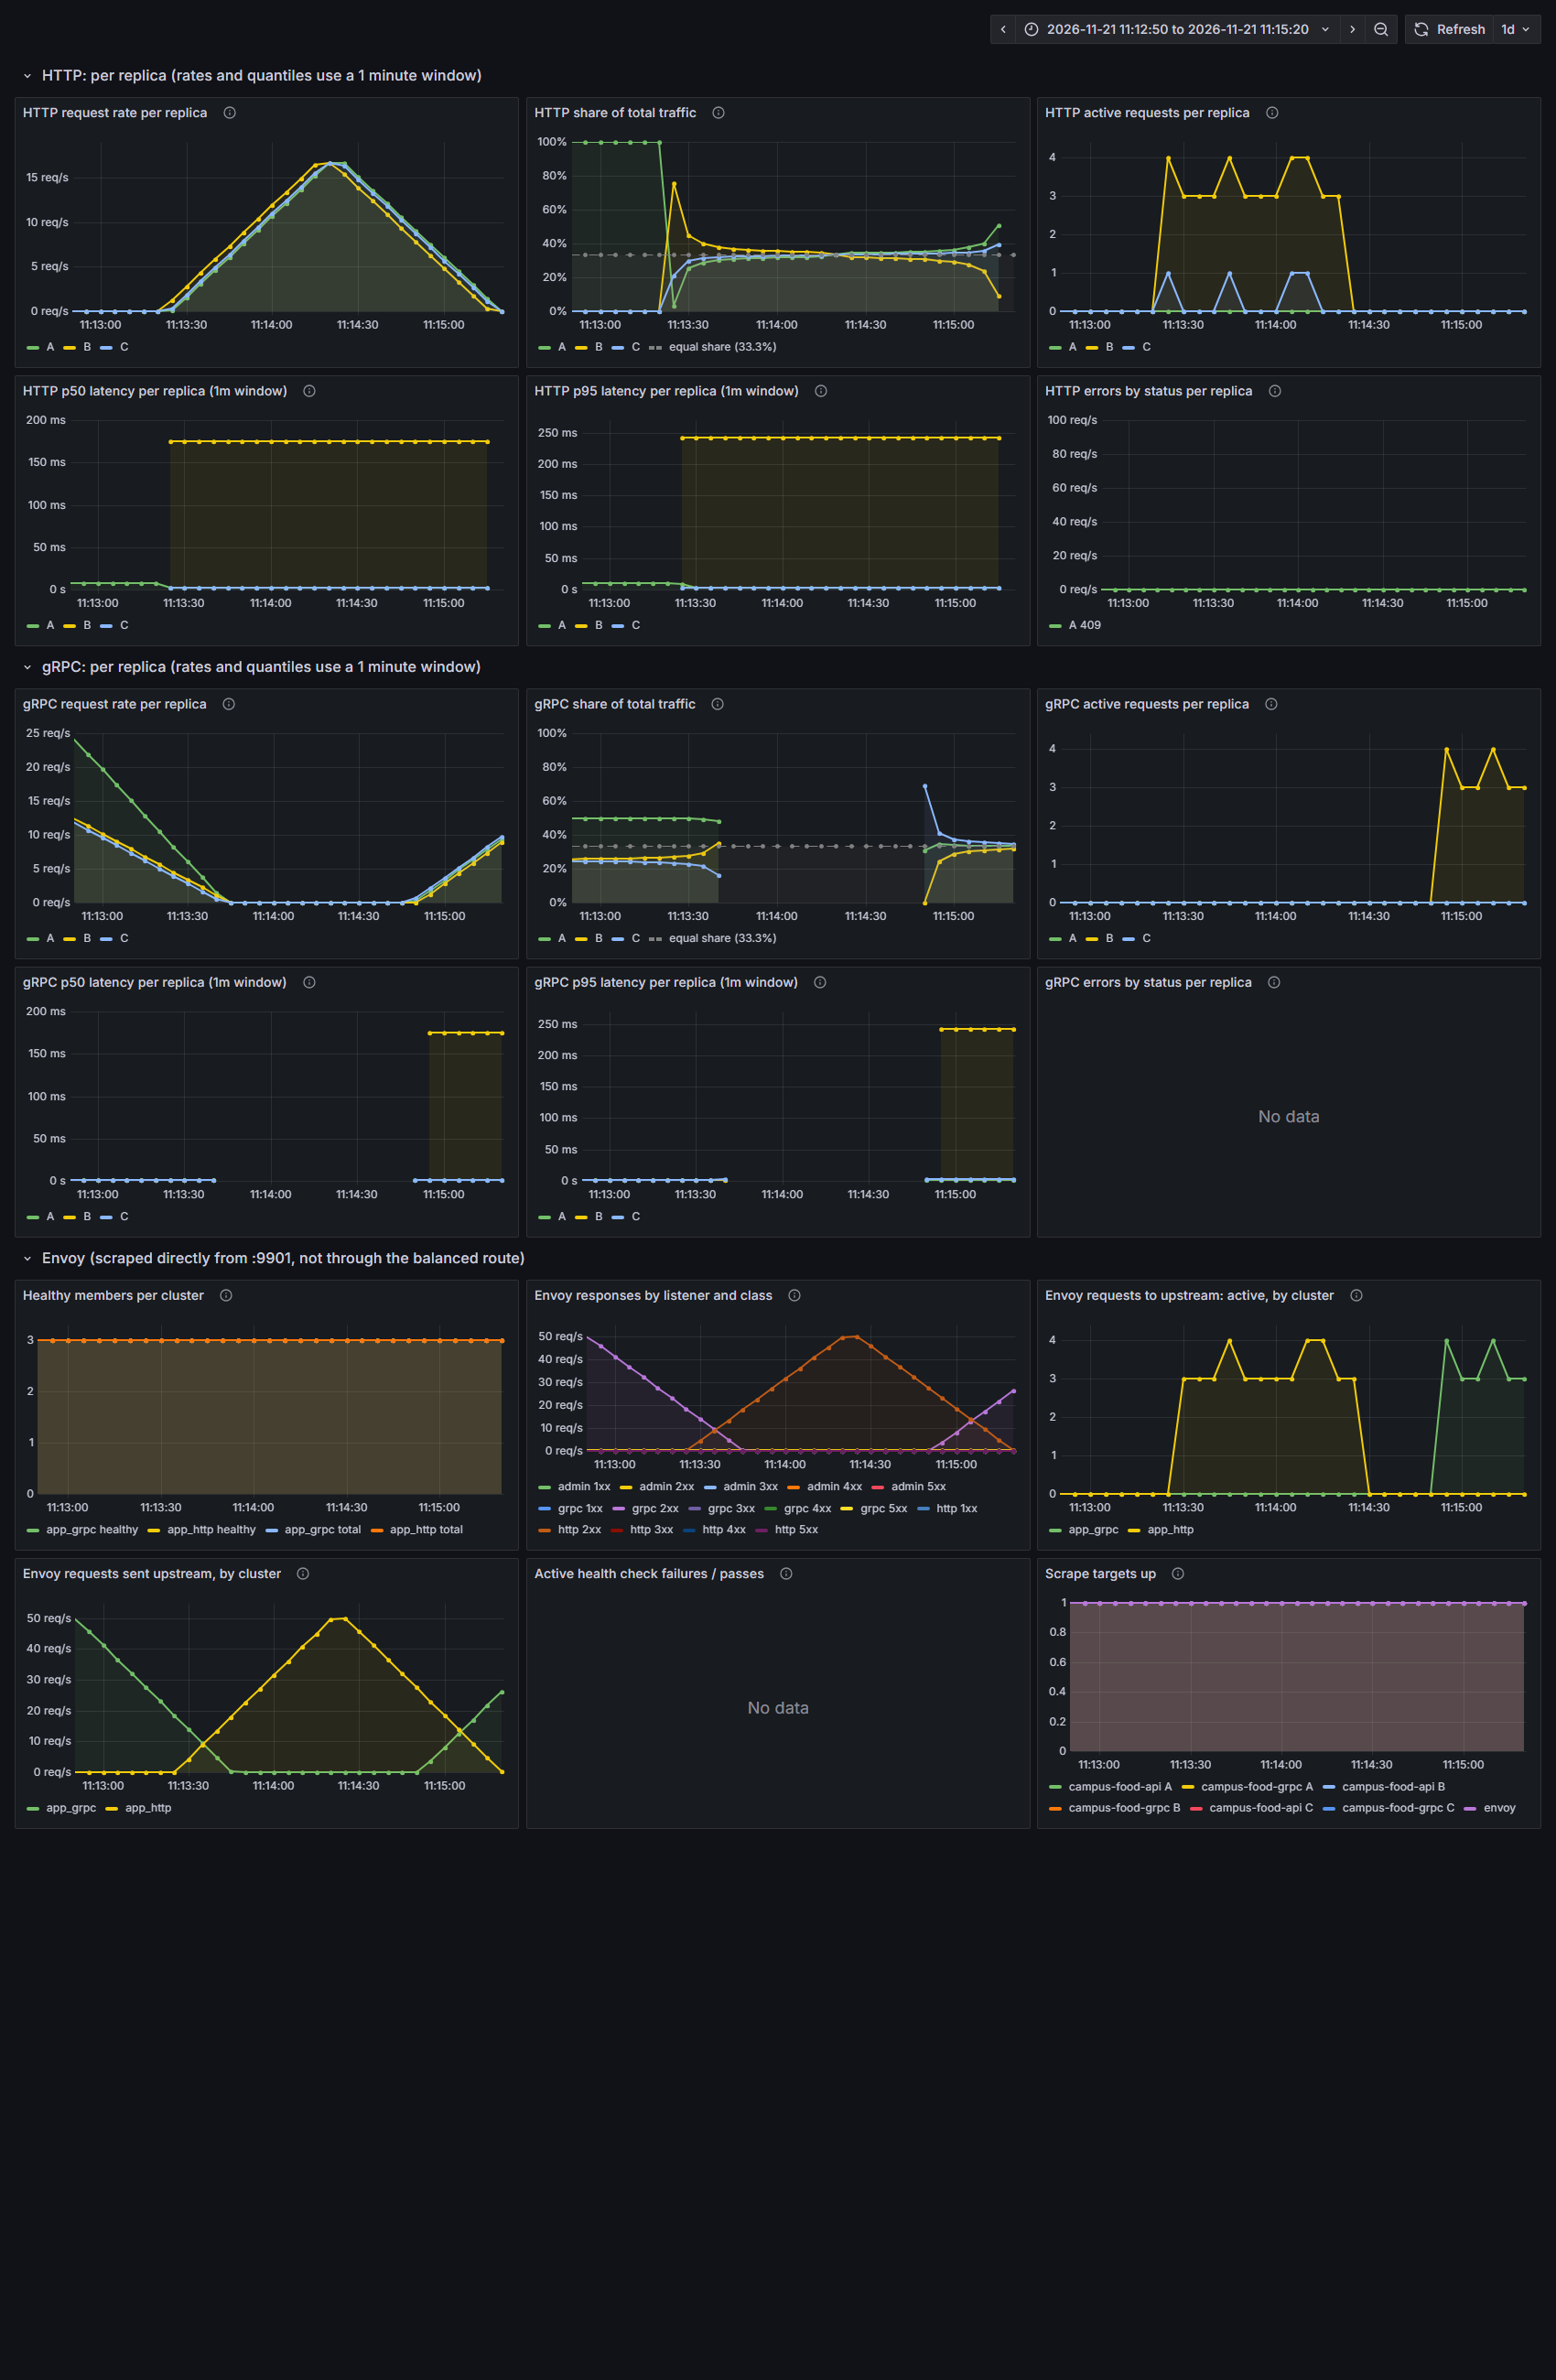 2026-11-21 11:12:50 to 2026-11-21 11:15:20 Refresh 1d
HTTP: per replica (rates and quantiles use a 1 minute window)
HTTP request rate per replica
15 req/s
10 req/s
5 req/s
0 req/s
11:13:00 11:13:30 11:14:00 11:14:30 11:15:00
A B C
HTTP share of total traffic
100%
80%
60%
40%
20%
0%
11:13:00 11:13:30 11:14:00 11:14:30 11:15:00
A B C equal share (33.3%)
HTTP active requests per replica
4
3
2
1
0
11:13:00 11:13:30 11:14:00 11:14:30 11:15:00
A B C
HTTP p50 latency per replica (1m window)
200 ms
150 ms
100 ms
50 ms
0 s
11:13:00 11:13:30 11:14:00 11:14:30 11:15:00
A B C
HTTP p95 latency per replica (1m window)
250 ms
200 ms
150 ms
100 ms
50 ms
0 s
11:13:00 11:13:30 11:14:00 11:14:30 11:15:00
A B C
HTTP errors by status per replica
100 req/s
80 req/s
60 req/s
40 req/s
20 req/s
0 req/s
11:13:00 11:13:30 11:14:00 11:14:30 11:15:00
A 409
gRPC: per replica (rates and quantiles use a 1 minute window)
gRPC request rate per replica
25 req/s
20 req/s
15 req/s
10 req/s
5 req/s
0 req/s
11:13:00 11:13:30 11:14:00 11:14:30 11:15:00
A B C
gRPC share of total traffic
100%
80%
60%
40%
20%
0%
11:13:00 11:13:30 11:14:00 11:14:30 11:15:00
A B C equal share (33.3%)
gRPC active requests per replica
4
3
2
1
0
11:13:00 11:13:30 11:14:00 11:14:30 11:15:00
A B C
gRPC p50 latency per replica (1m window)
200 ms
150 ms
100 ms
50 ms
0 s
11:13:00 11:13:30 11:14:00 11:14:30 11:15:00
A B C
gRPC p95 latency per replica (1m window)
250 ms
200 ms
150 ms
100 ms
50 ms
0 s
11:13:00 11:13:30 11:14:00 11:14:30 11:15:00
A B C
gRPC errors by status per replica
No data
Envoy (scraped directly from :9901, not through the balanced route)
Healthy members per cluster
3
2
1
0
11:13:00 11:13:30 11:14:00 11:14:30 11:15:00
app_grpc healthy app_http healthy app_grpc total app_http total
Envoy responses by listener and class
50 req/s
40 req/s
30 req/s
20 req/s
10 req/s
0 req/s
11:13:00 11:13:30 11:14:00 11:14:30 11:15:00
admin 1xx admin 2xx admin 3xx admin 4xx admin 5xx
grpc 1xx grpc 2xx grpc 3xx grpc 4xx grpc 5xx http 1xx
http 2xx http 3xx http 4xx http 5xx
Envoy requests to upstream: active, by cluster
4
3
2
1
0
11:13:00 11:13:30 11:14:00 11:14:30 11:15:00
app_grpc app_http
Envoy requests sent upstream, by cluster
50 req/s
40 req/s
30 req/s
20 req/s
10 req/s
0 req/s
11:13:00 11:13:30 11:14:00 11:14:30 11:15:00
app_grpc app_http
Active health check failures / passes
No data
Scrape targets up
1
0.8
0.6
0.4
0.2
0
11:13:00 11:13:30 11:14:00 11:14:30 11:15:00
campus-food-api A campus-food-grpc A campus-food-api B
campus-food-grpc B campus-food-api C campus-food-grpc C envoy